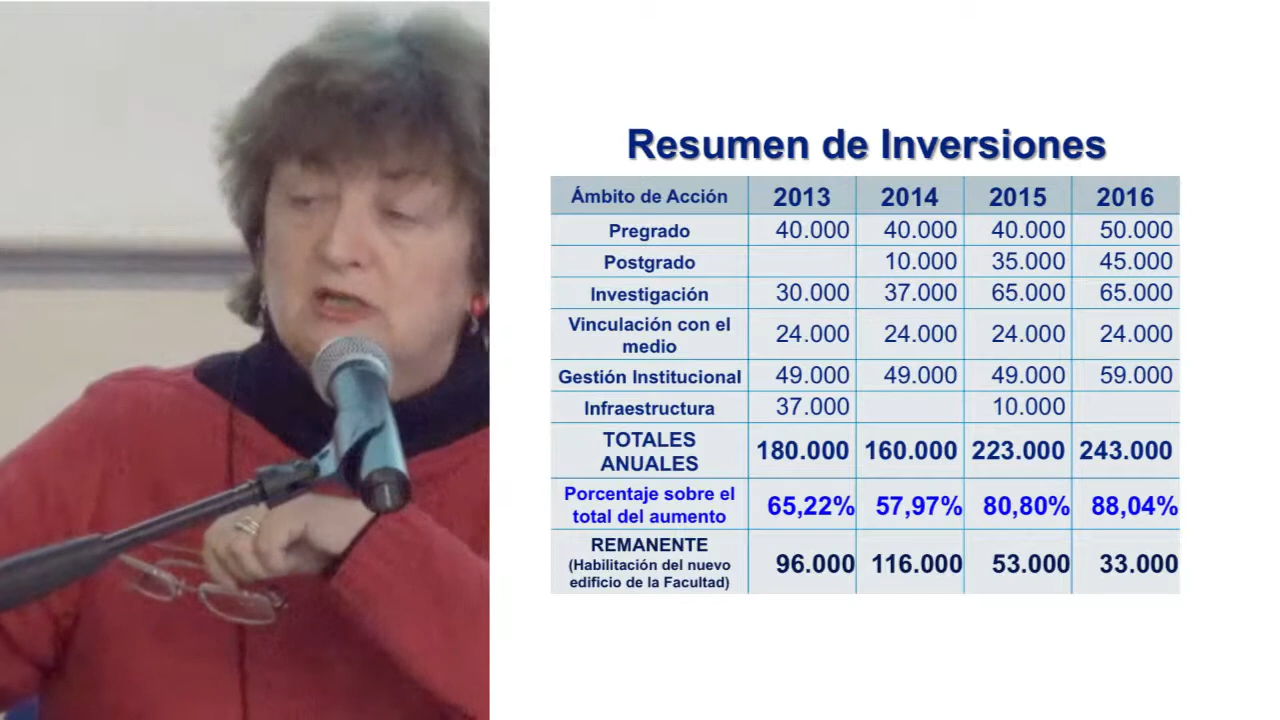 Resumen de Inversiones
Ámbito de Acción 2013 2014 2015 2016
Pregrado 40.000 40.000 40.000 50.000
Postgrado 10.000 35.000 45.000
Investigación 30.000 37.000 65.000 65.000
Vinculación con el
medio 24.000 24.000 24.000 24.000
Gestión Institucional 49.000 49.000 49.000 59.000
Infraestructura 37.000 10.000
TOTALES
ANUALES 180.000 160.000 223.000 243.000
Porcentaje sobre el
total del aumento 65,22% 57,97% 80,80% 88,04%
REMANENTE
(Habilitación del nuevo
edificio de la Facultad) 96.000 116.000 53.000 33.000